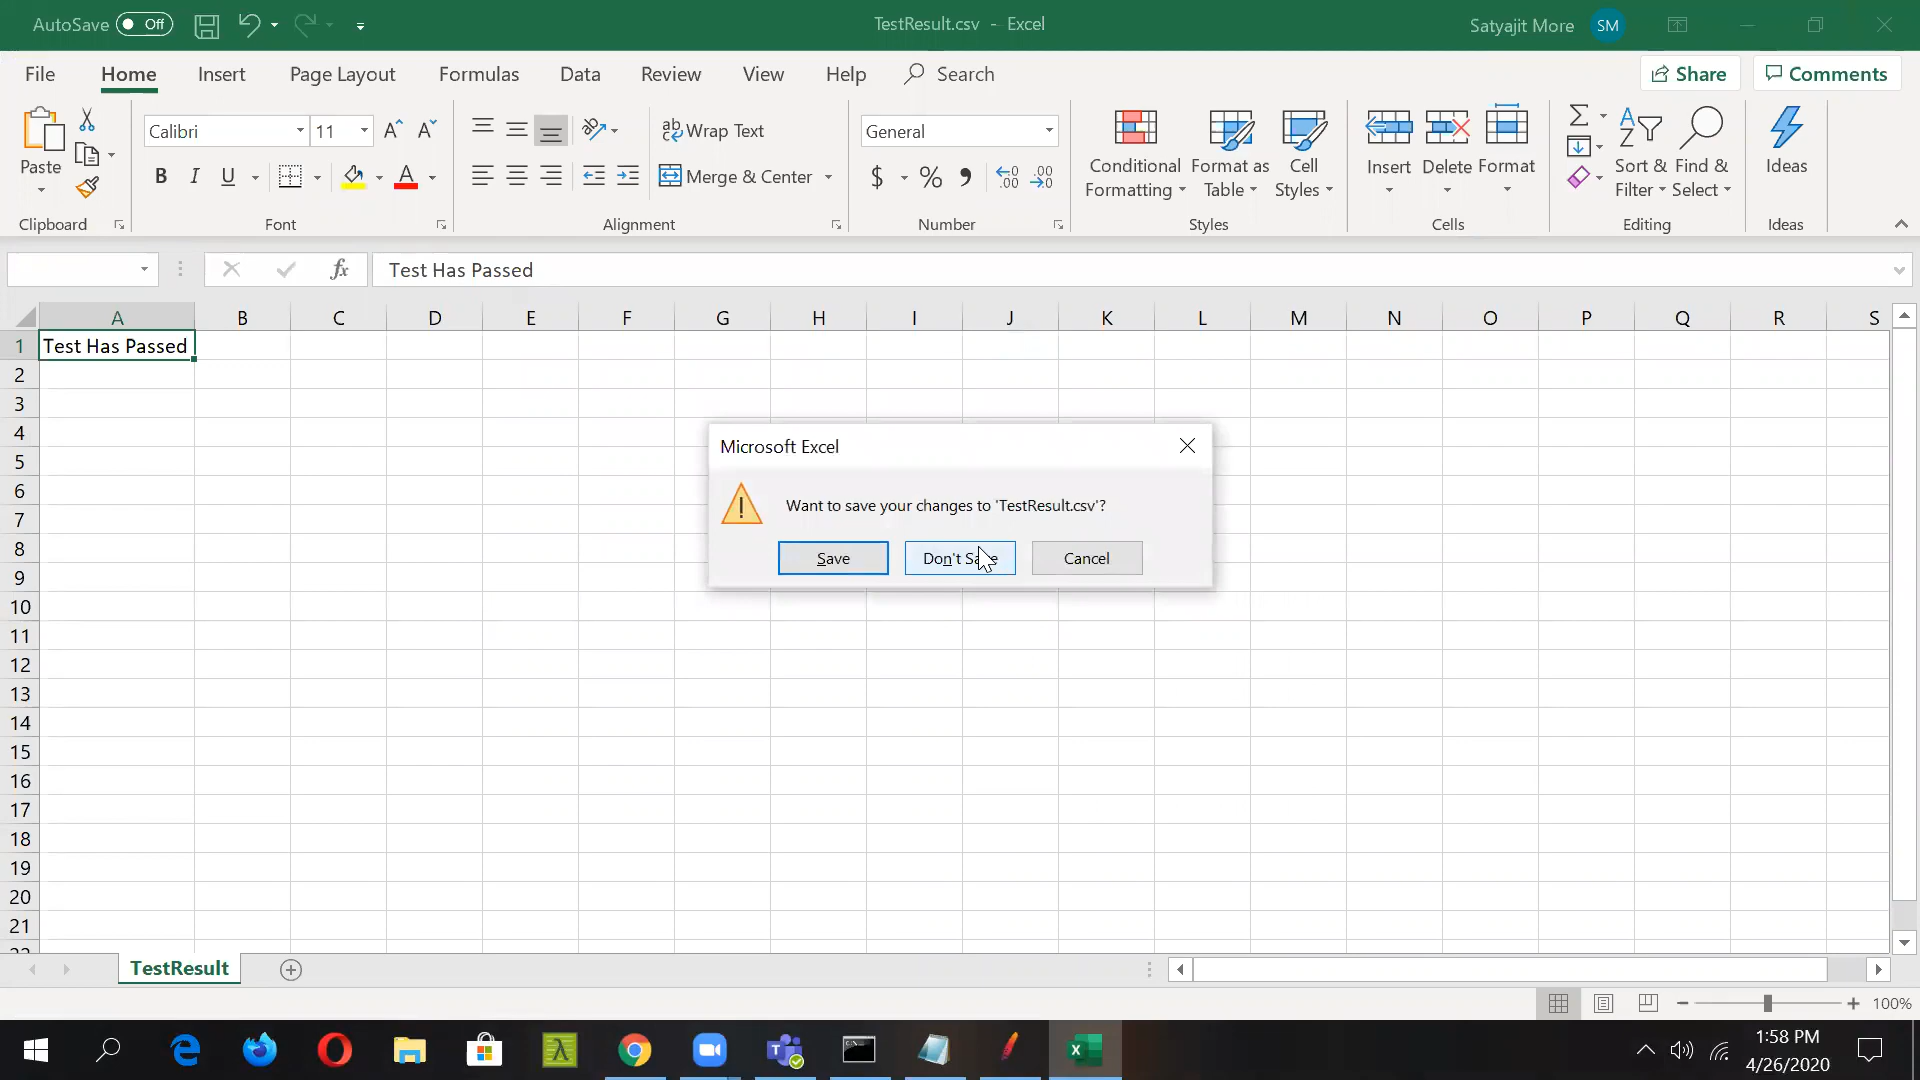 AutoSave Off
TestResult.csv - Excel
Satyajit More SM
File Home Insert Page Layout Formulas Data Review View Help Search Share Comments
Paste
Clipboard
Calibri 11
B I U A
Font
ab Wrap Text
Merge & Center
Alignment
General
$ % 9 .00 .00
Number
Conditional Formatting
Format as Table
Cell Styles
Styles
Insert Delete Format
Cells
Sort & Filter
Find & Select
Editing
Ideas
Ideas
fx Test Has Passed
A B C D E F G H I J K L M N O P Q R S
1 Test Has Passed
2
3
4
5
6
7
8
9
10
11
12
13
14
15
16
17
18
19
20
21
Microsoft Excel
Want to save your changes to 'TestResult.csv'?
Save Don't Save Cancel
TestResult
100%
1:58 PM
4/26/2020